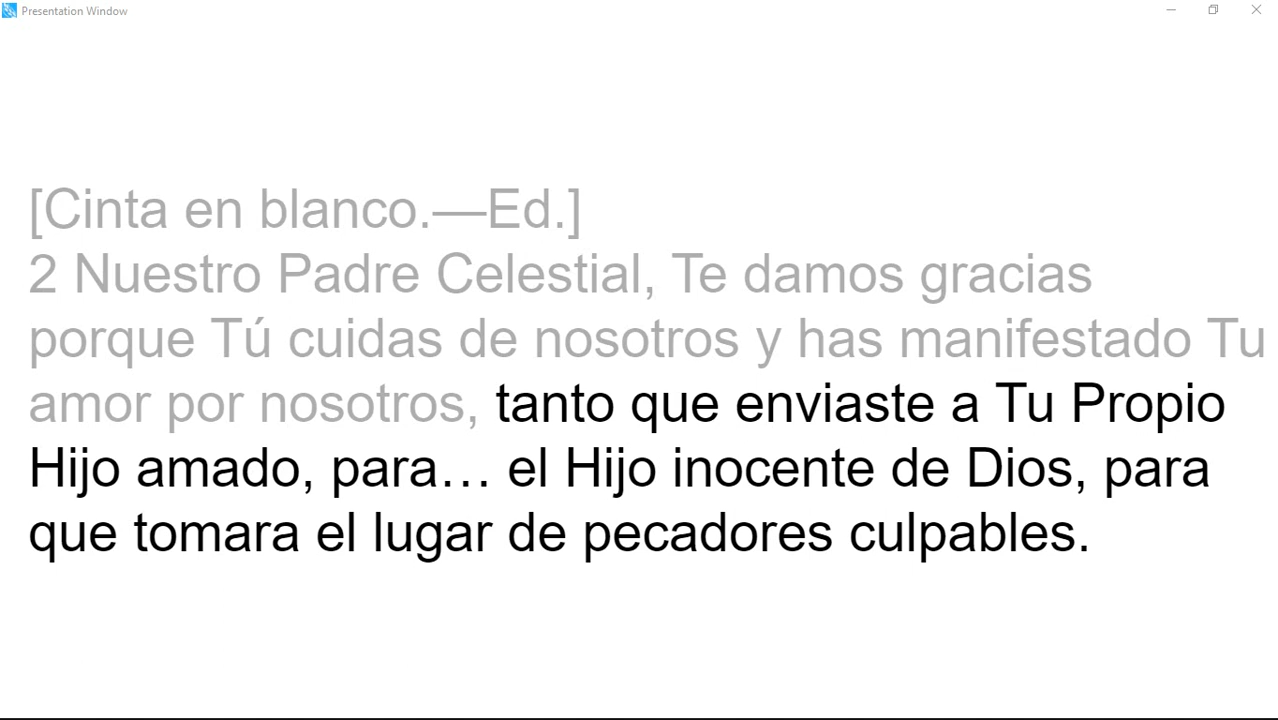 Presentation Window
[Cinta en blanco.—Ed.]
2 Nuestro Padre Celestial, Te damos gracias
porque Tú cuidas de nosotros y has manifestado Tu
amor por nosotros, tanto que enviaste a Tu Propio
Hijo amado, para… el Hijo inocente de Dios, para
que tomara el lugar de pecadores culpables.